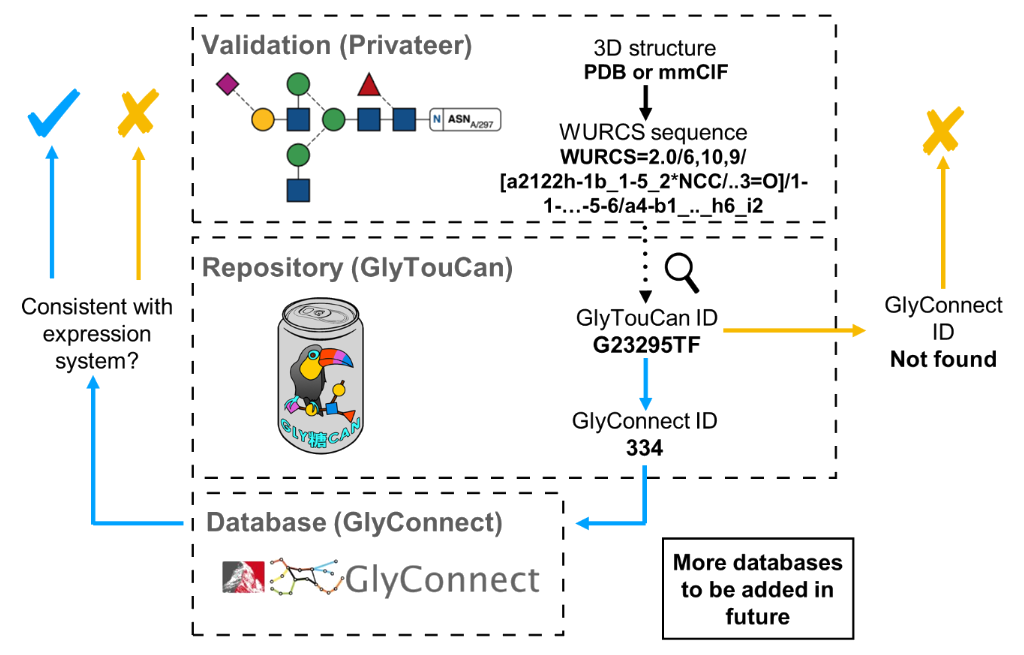 Validation (Privateer)
3D structure
PDB or mmCIF
N ASN A/297
WURCS sequence
WURCS=2.0/6,10,9/
[a2122h-1b_1-5_2*NCC/..3=O]/1-
1-…-5-6/a4-b1_.._h6_i2
Repository (GlyTouCan)
GlyTouCan ID
G23295TF
GlyConnect ID
334
GLY糖CAN
Consistent with
expression
system?
GlyConnect
ID
Not found
Database (GlyConnect)
GlyConnect
More databases
to be added in
future